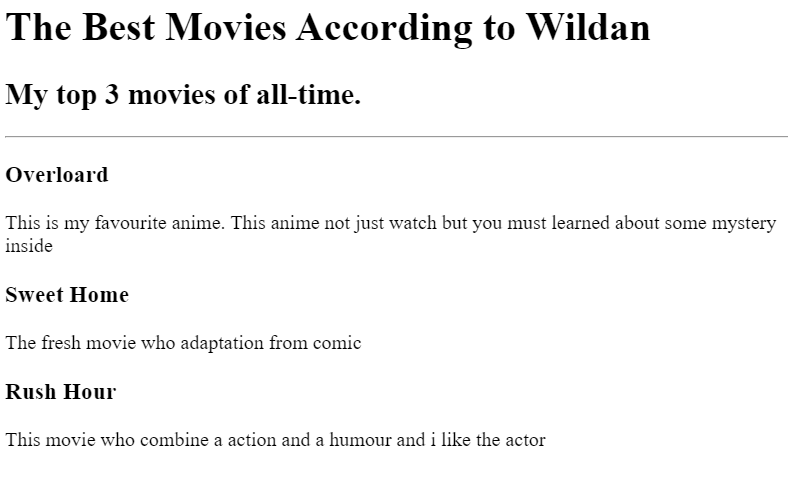 The Best Movies According to Wildan
My top 3 movies of all-time.
Overloard
This is my favourite anime. This anime not just watch but you must learned about some mystery
inside
Sweet Home
The fresh movie who adaptation from comic
Rush Hour
This movie who combine a action and a humour and i like the actor